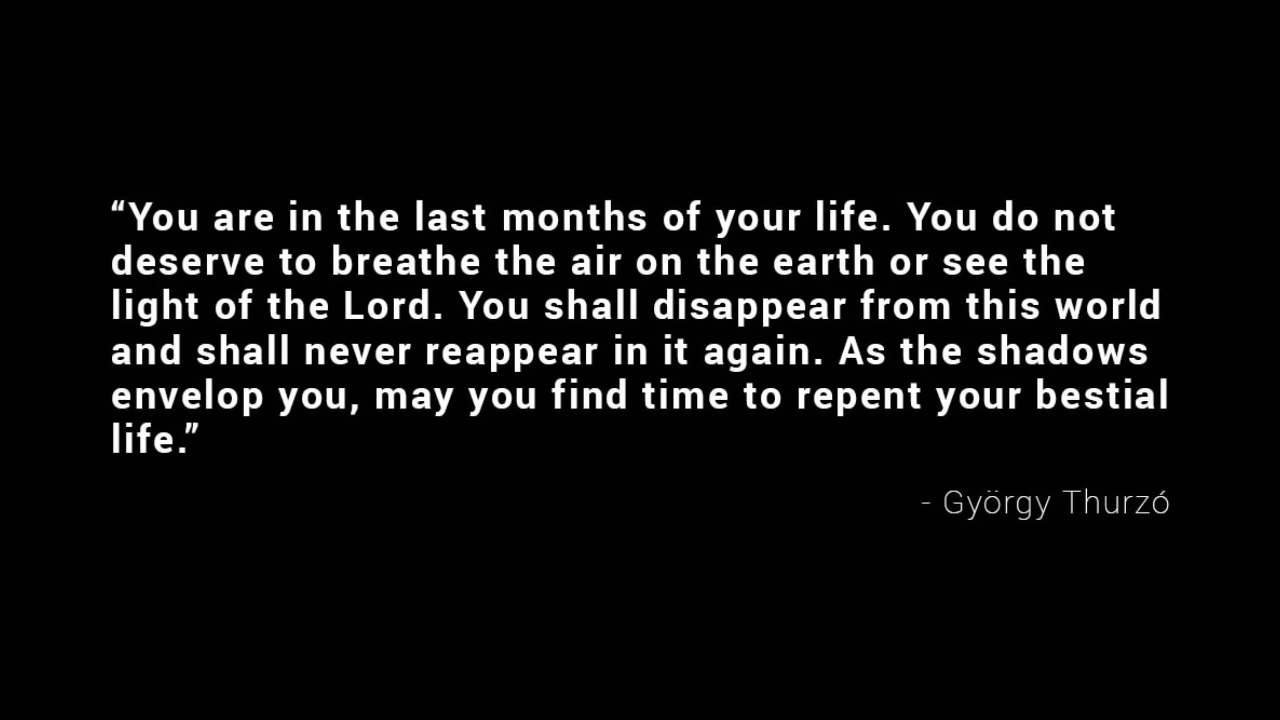 “You are in the last months of your life. You do not
deserve to breathe the air on the earth or see the
light of the Lord. You shall disappear from this world
and shall never reappear in it again. As the shadows
envelop you, may you find time to repent your bestial
life.”
- György Thurzó